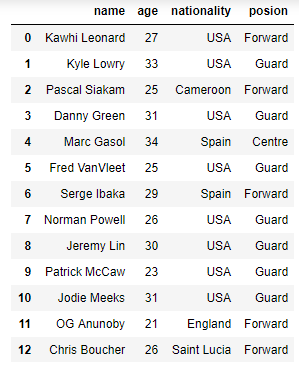 name age nationality posion
0 Kawhi Leonard 27 USA Forward
1 Kyle Lowry 33 USA Guard
2 Pascal Siakam 25 Cameroon Forward
3 Danny Green 31 USA Guard
4 Marc Gasol 34 Spain Centre
5 Fred VanVleet 25 USA Guard
6 Serge Ibaka 29 Spain Forward
7 Norman Powell 26 USA Guard
8 Jeremy Lin 30 USA Guard
9 Patrick McCaw 23 USA Guard
10 Jodie Meeks 31 USA Guard
11 OG Anunoby 21 England Forward
12 Chris Boucher 26 Saint Lucia Forward